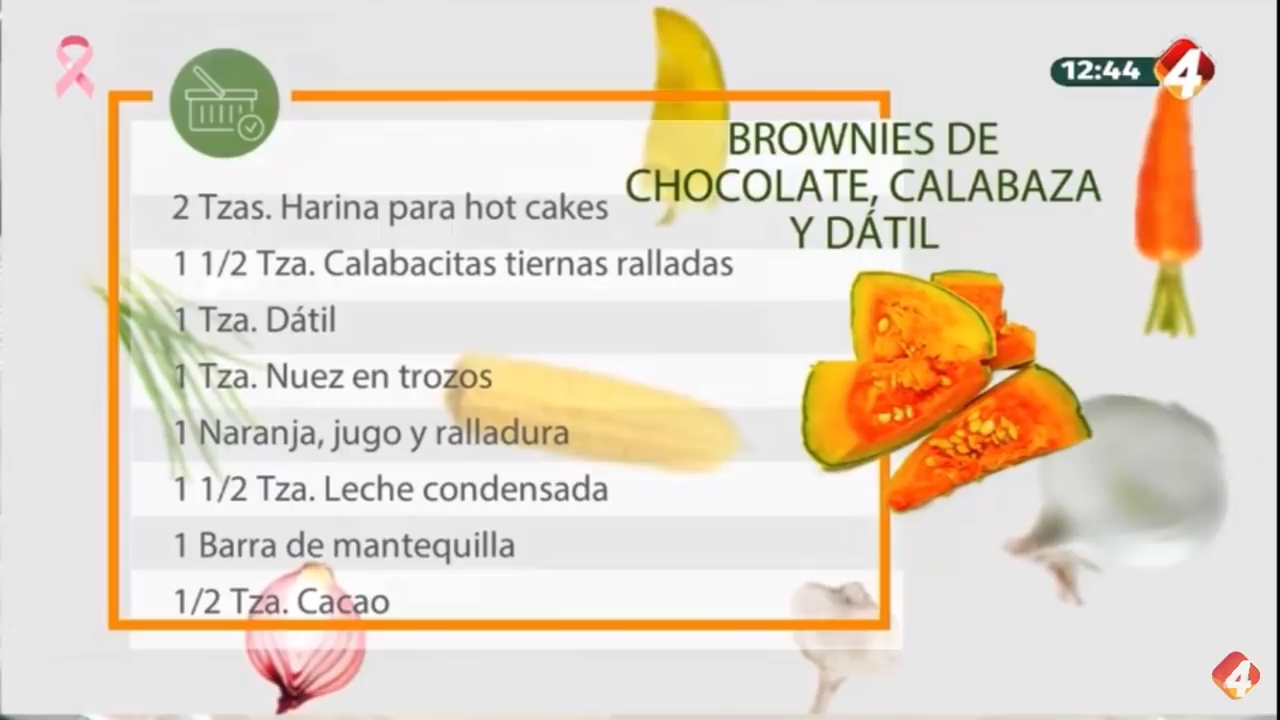 12:44 4
BROWNIES DE
CHOCOLATE, CALABAZA
Y DÁTIL
2 Tzas. Harina para hot cakes
1 1/2 Tza. Calabacitas tiernas ralladas
1 Tza. Dátil
1 Tza. Nuez en trozos
1 Naranja, jugo y ralladura
1 1/2 Tza. Leche condensada
1 Barra de mantequilla
1/2 Tza. Cacao
4